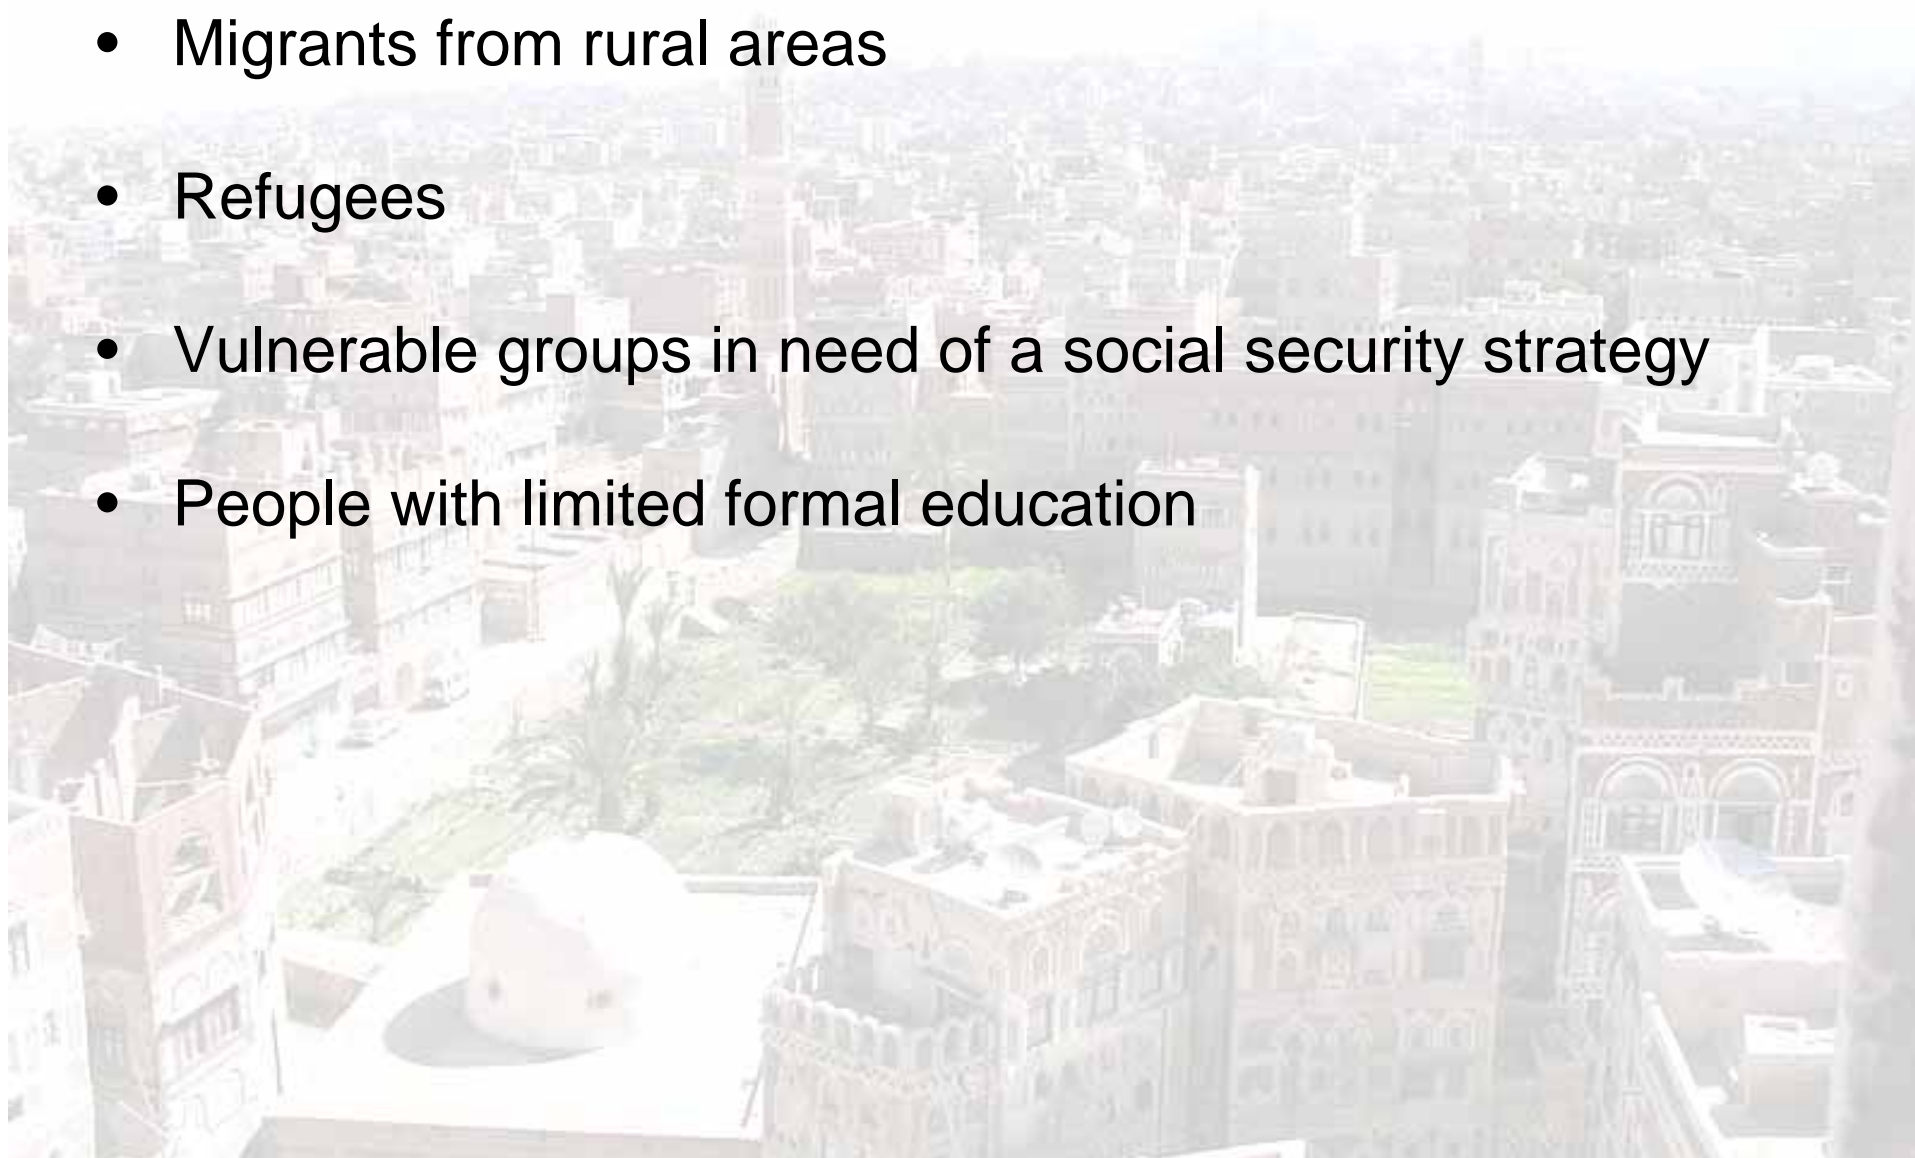 • Migrants from rural areas
• Refugees
• Vulnerable groups in need of a social security strategy
• People with limited formal education